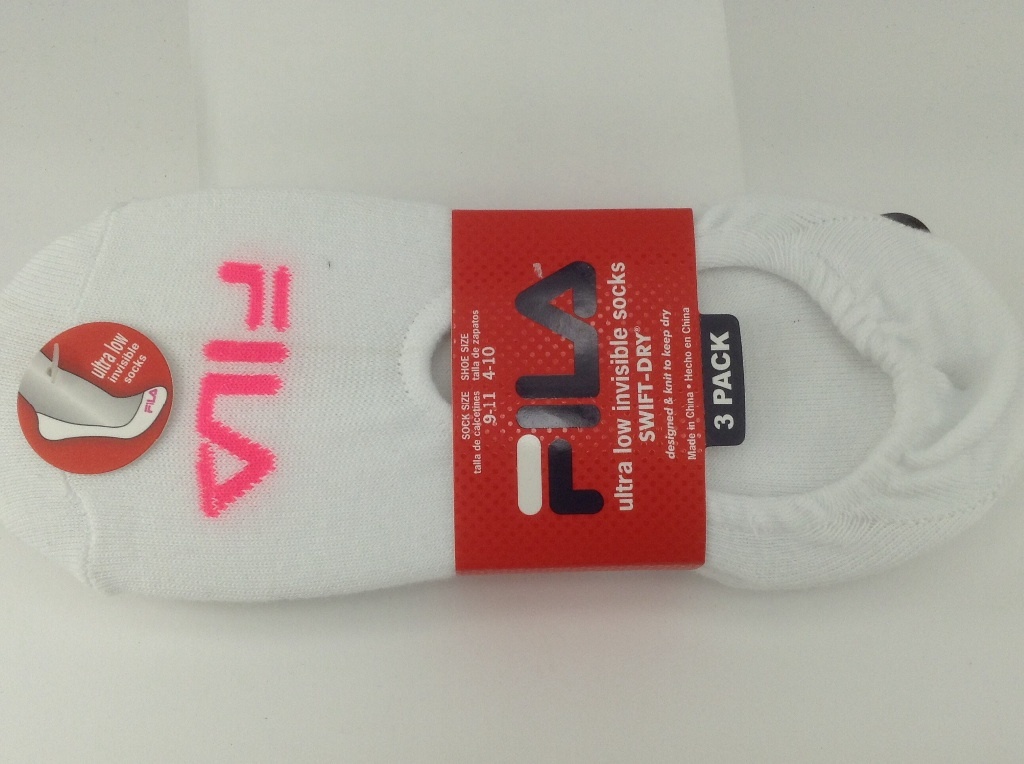 FILA
ultra low
invisible
socks
FILA
SOCK SIZE SHOE SIZE
talla de calcetines talla de zapatos
9-11 4-10
FILA
ultra low invisible socks
SWIFT-DRY®
designed & knit to keep dry
Made in China • Hecho en China
3 PACK